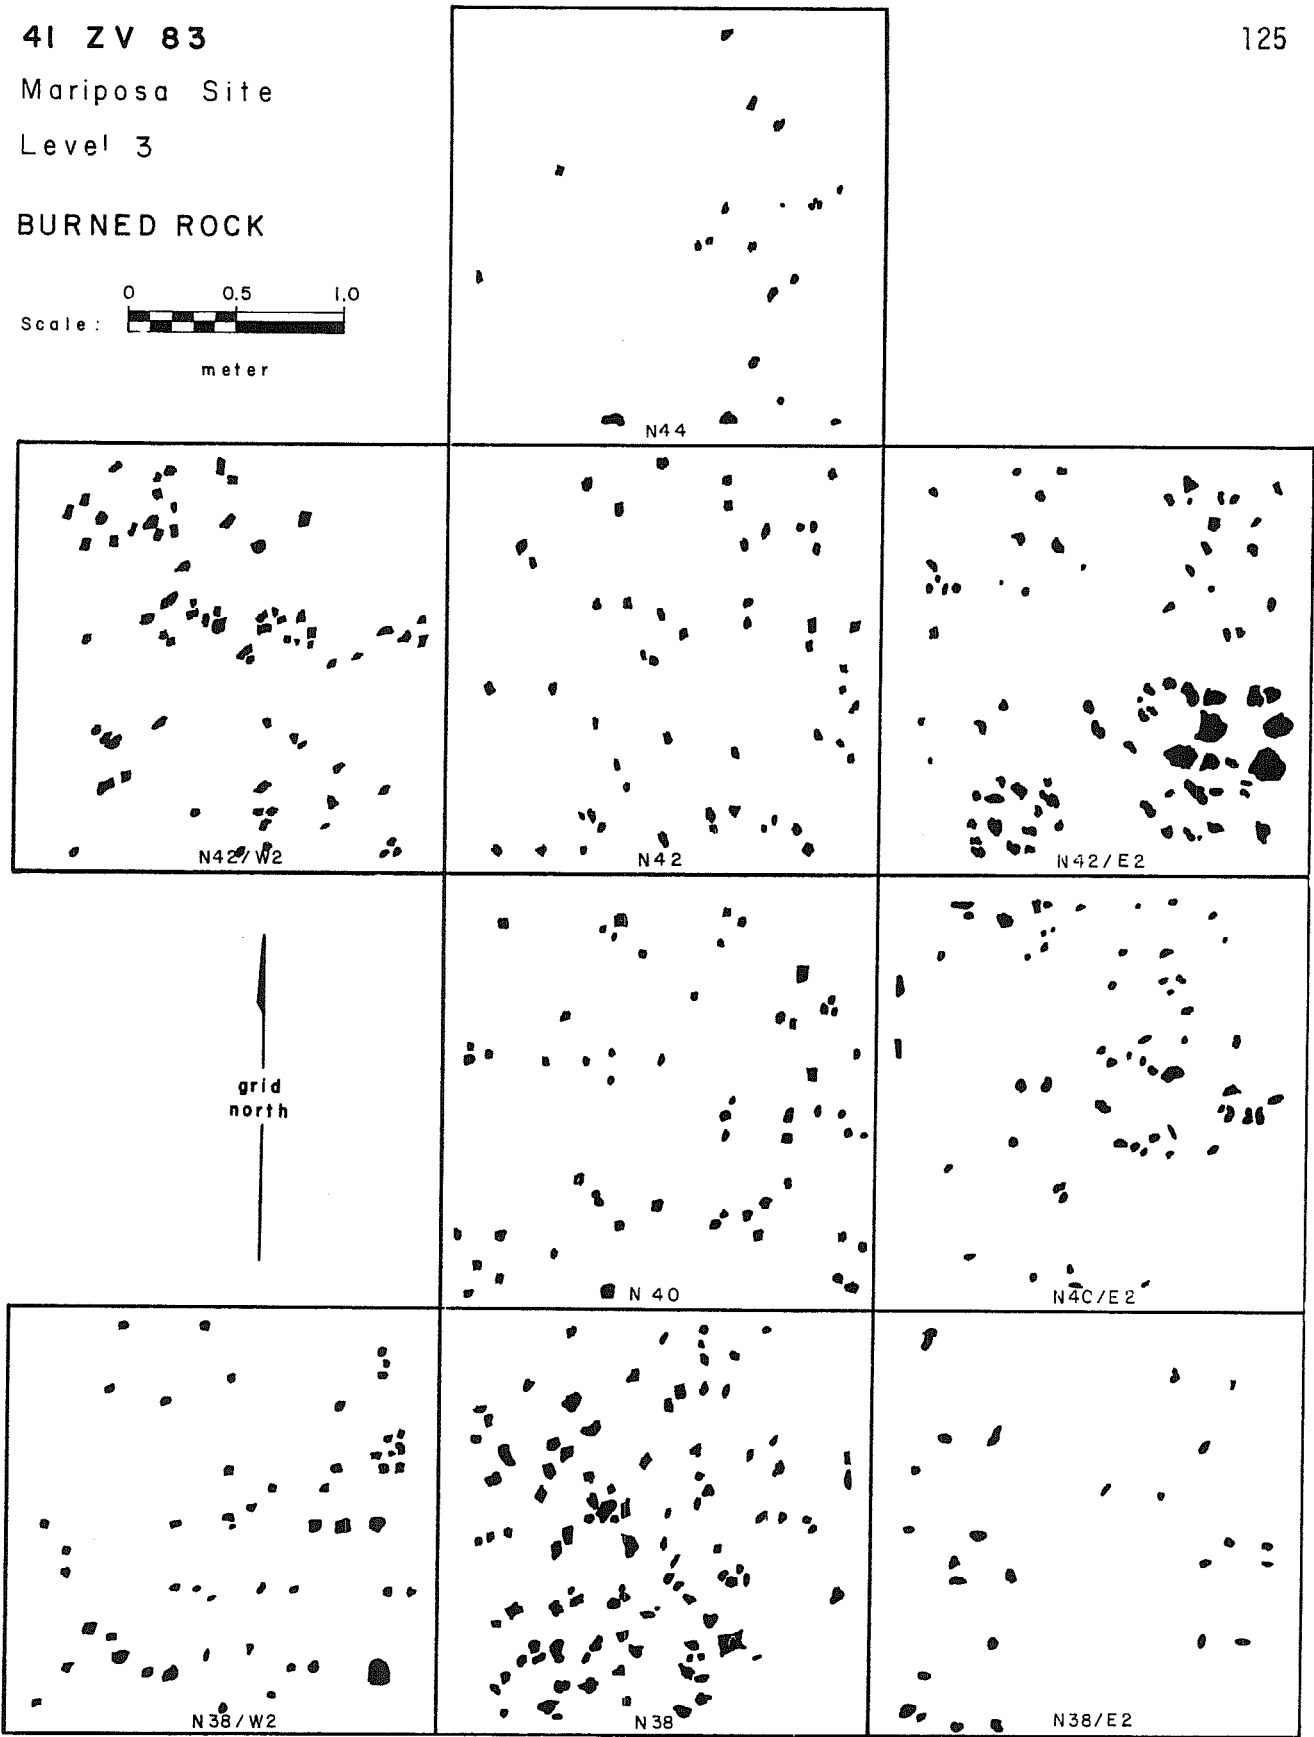 41 ZV 83
125
Mariposa Site
Level 3
BURNED ROCK
0 0.5 1.0
Scale:
meter
N44
N42/W2
N42
N42/E2
grid
north
N 40
N4C/E2
N38/W2
N38
N38/E2